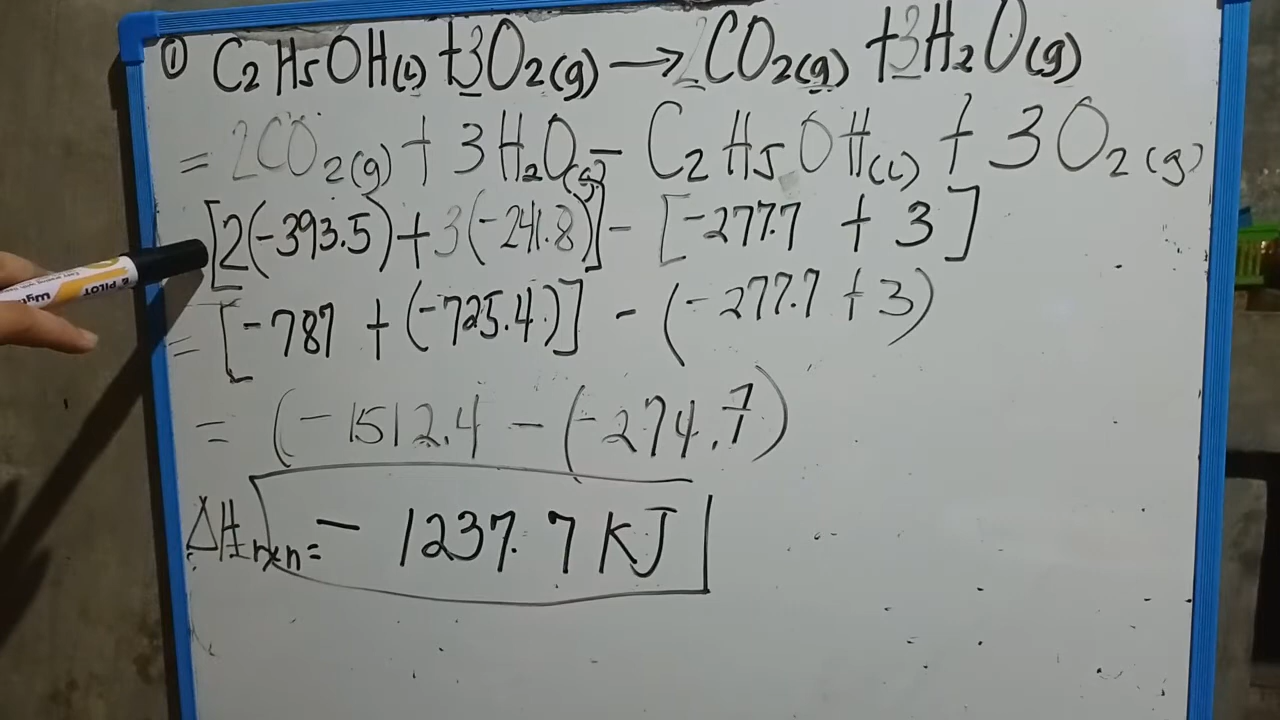 ① C₂H₅OH(l) + 3O₂(g) → 2CO₂(g) + 3H₂O(g)
= 2CO₂(g) + 3H₂O(g) - C₂H₅OH(l) + 3O₂(g)
[2(-393.5) + 3(-241.8)] - [-277.7 + 3]
= [-787 + (-725.4)] - (-277.7 + 3)
= (-1512.4 - (-274.7)
ΔHrxn = - 1237.7 KJ
PILOT